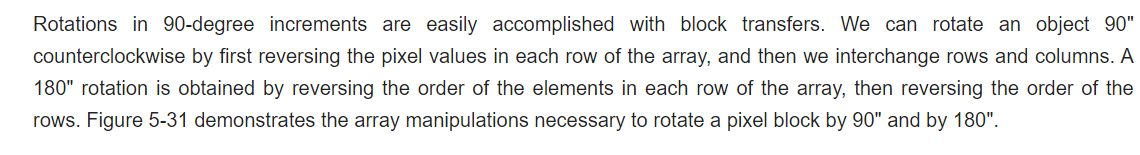 Rotations in 90-degree increments are easily accomplished with block transfers. We can rotate an object 90"
counterclockwise by first reversing the pixel values in each row of the array, and then we interchange rows and columns. A
180" rotation is obtained by reversing the order of the elements in each row of the array, then reversing the order of the
rows. Figure 5-31 demonstrates the array manipulations necessary to rotate a pixel block by 90" and by 180".